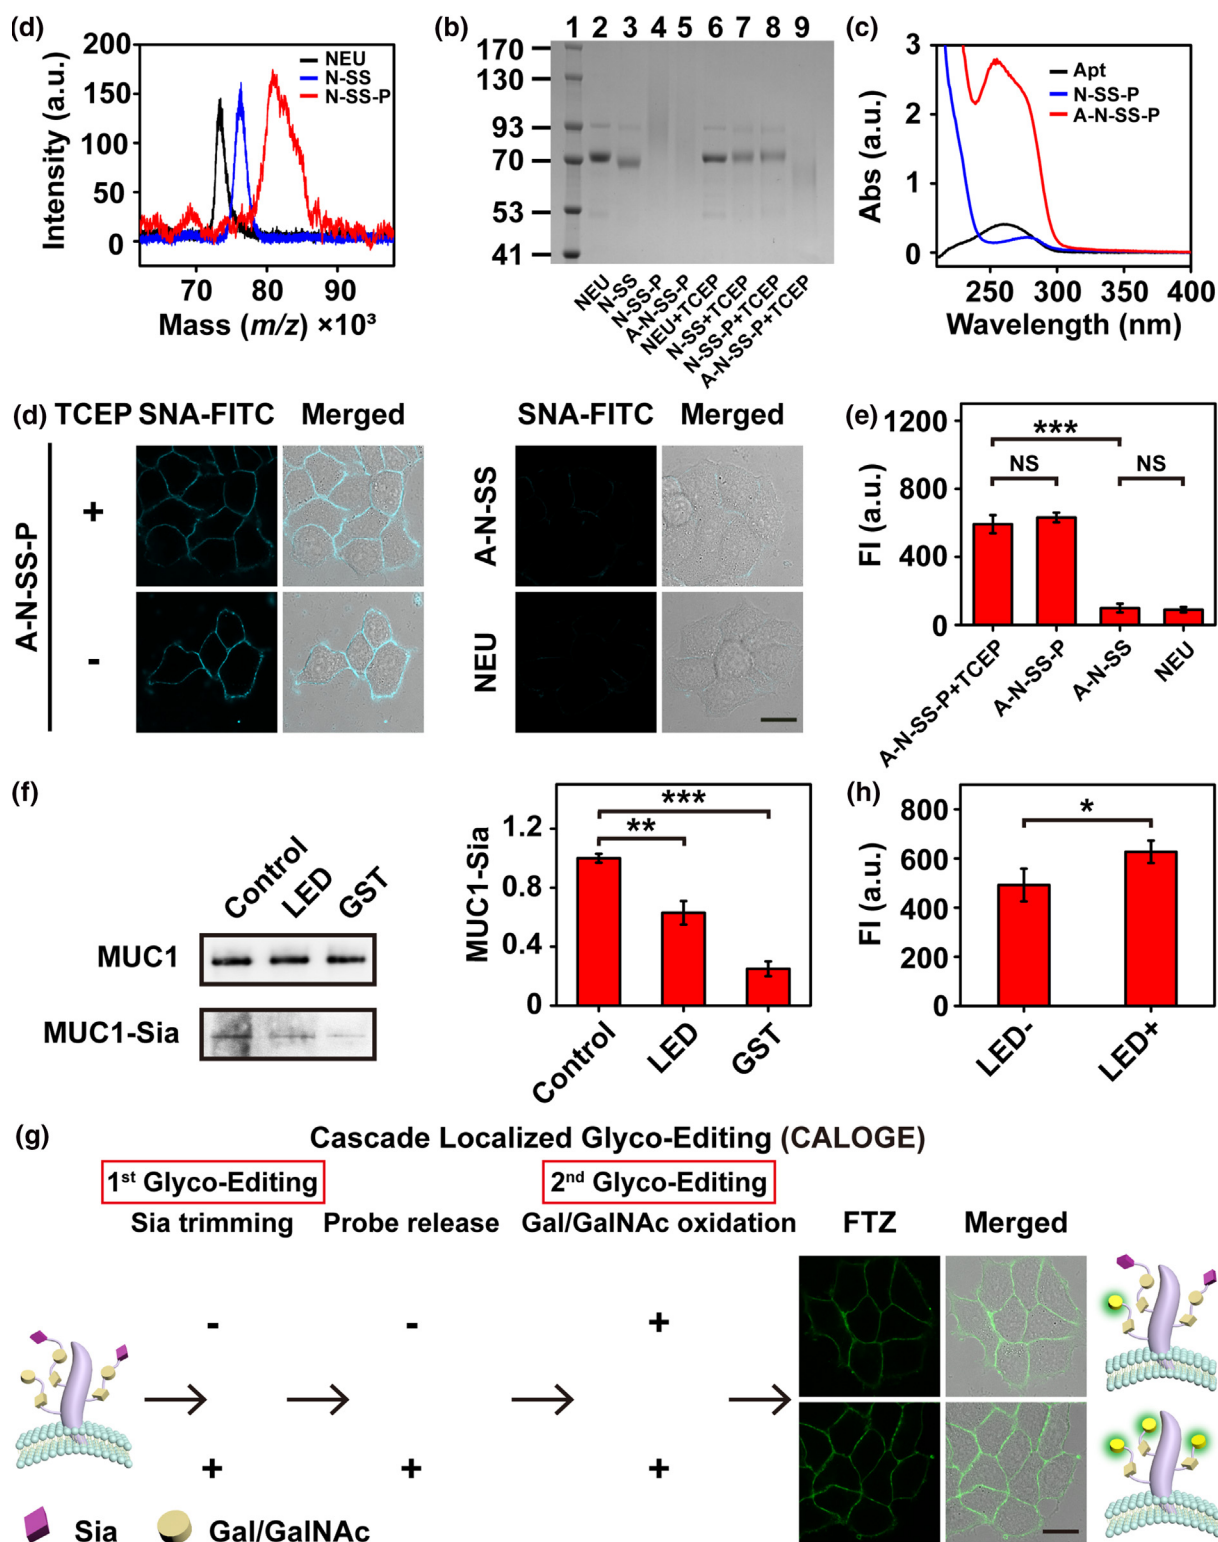 (d)
200
150
100
50
0
Intensity (a.u.)
NEU
N-SS
N-SS-P
70 80 90
Mass (m/z) ×10³
(b)
1 2 3 4 5 6 7 8 9
170
130
93
70
53
41
NEU
N-SS
N-SS-P
A-N-SS-P
NEU+TCEP
N-SS+TCEP
N-SS-P+TCEP
A-N-SS-P+TCEP
(c)
3
2
1
0
Abs (a.u.)
Apt
N-SS-P
A-N-SS-P
250 300 350 400
Wavelength (nm)
(d) TCEP SNA-FITC Merged
A-N-SS-P
+
-
SNA-FITC Merged
A-N-SS
NEU
(e)
1200
800
400
0
FI (a.u.)
***
NS
NS
A-N-SS-P+TCEP
A-N-SS-P
A-N-SS
NEU
(f)
Control
LED
GST
MUC1
MUC1-Sia
1.2
0.8
0.4
0
MUC1-Sia
***
**
Control
LED
GST
(h)
800
600
400
200
0
FI (a.u.)
*
LED-
LED+
(g)
Cascade Localized Glyco-Editing (CALOGE)
1st Glyco-Editing
2nd Glyco-Editing
Sia trimming Probe release Gal/GalNAc oxidation FTZ Merged
- - +
+ + +
Sia Gal/GalNAc